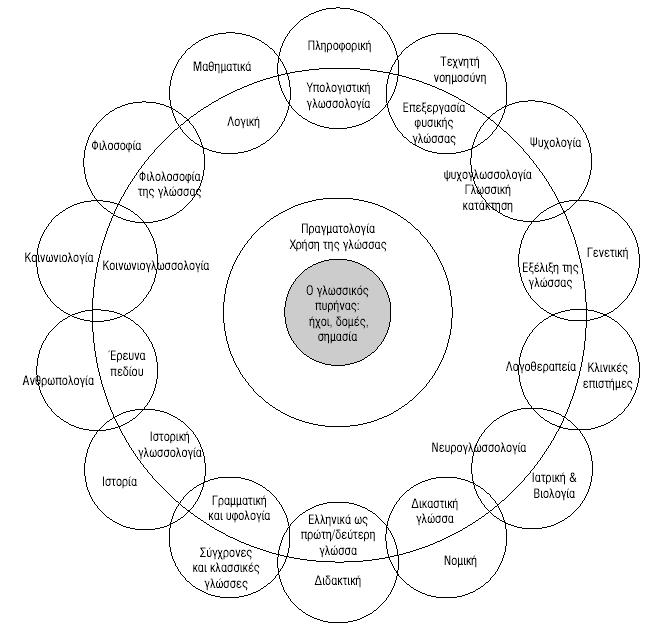 Πληροφορική
Υπολογιστική
γλωσσολογία
Τεχνητή
νοημοσύνη
Επεξεργασία
φυσικής
γλώσσας
Ψυχολογία
ψυχογλωσσολογία
Γλωσσική
κατάκτηση
Γενετική
Εξέλιξη της
γλώσσας
Λογοθεραπεία
Κλινικές
επιστήμες
Νευρογλωσσολογία
Ιατρική &
Βιολογία
Δικαστική
γλώσσα
Νομική
Ελληνικά ως
πρώτη/δεύτερη
γλώσσα
Διδακτική
Γραμματική
και υφολογία
Σύγχρονες
και κλασσικές
γλώσσες
Ιστορική
γλωσσολογία
Ιστορία
Έρευνα
πεδίου
Ανθρωπολογία
Κοινωνιολογία
Κοινωνιογλωσσολογία
Φιλοσοφία
Φιλολοσοφία
της γλώσσας
Μαθηματικά
Λογική
Πραγματολογία
Χρήση της γλώσσας
Ο γλωσσικός
πυρήνας:
ήχοι, δομές,
σημασία